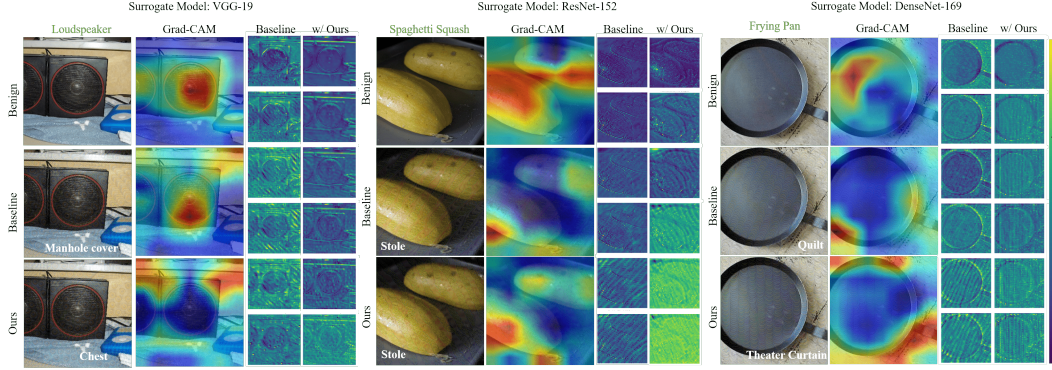 Surrogate Model: VGG-19
Surrogate Model: ResNet-152
Surrogate Model: DenseNet-169
Loudspeaker Grad-CAM Baseline w/ Ours
Spaghetti Squash Grad-CAM Baseline w/ Ours
Frying Pan Grad-CAM Baseline w/ Ours
Benign
Benign
Benign
Baseline
Manhole cover
Baseline
Stole
Baseline
Quilt
Ours
Chest
Ours
Stole
Ours
Theater Curtain